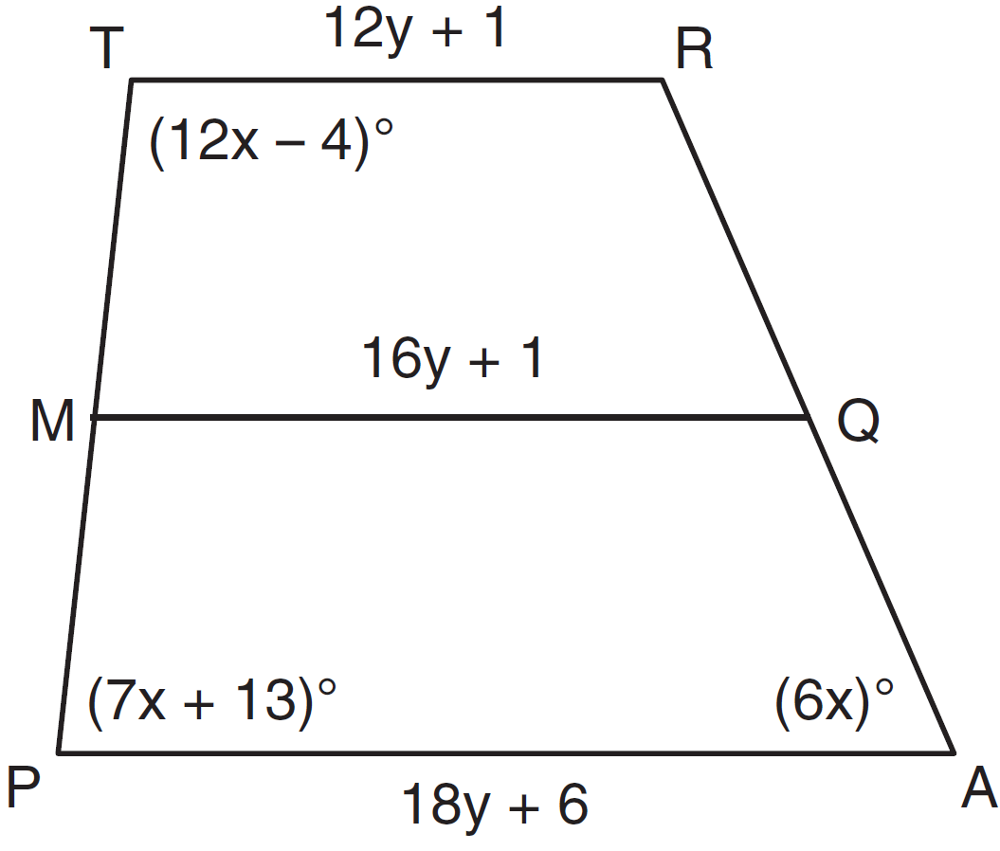 12y + 1
T R
(12x – 4)°
16y + 1
M Q
(7x + 13)° (6x)°
P A
18y + 6